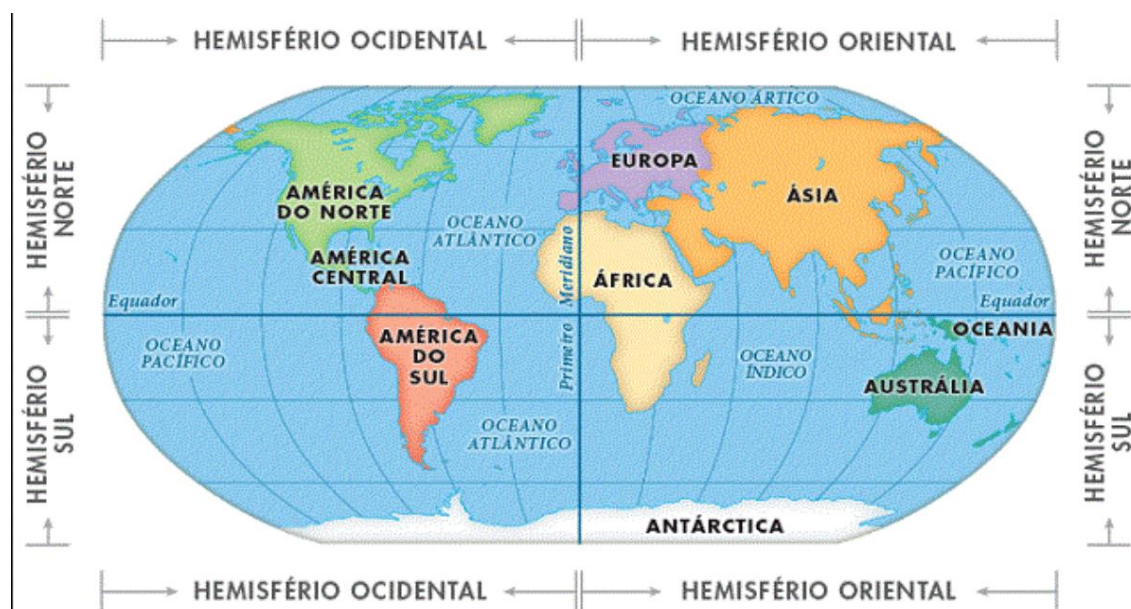 HEMISFÉRIO OCIDENTAL
HEMISFÉRIO ORIENTAL
HEMISFÉRIO
NORTE
HEMISFÉRIO
SUL
OCEANO ÁRTICO
EUROPA
ÁSIA
AMÉRICA
DO NORTE
OCEANO
ATLÂNTICO
AMÉRICA
CENTRAL
ÁFRICA
OCEANO
PACÍFICO
Equador
Primeiro Meridiano
Equador
OCEANIA
OCEANO
PACÍFICO
AMÉRICA
DO
SUL
OCEANO
ÍNDICO
AUSTRÁLIA
OCEANO
ATLÂNTICO
ANTÁRCTICA
HEMISFÉRIO
NORTE
HEMISFÉRIO
SUL
HEMISFÉRIO OCIDENTAL
HEMISFÉRIO ORIENTAL